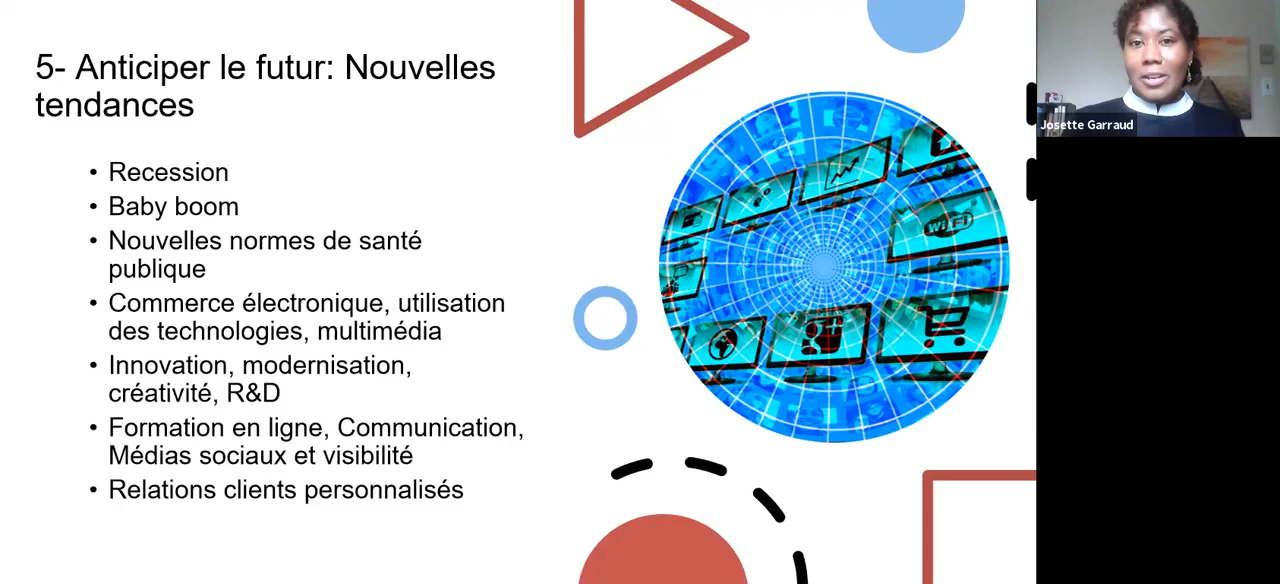 5- Anticiper le futur: Nouvelles
tendances
• Recession
• Baby boom
• Nouvelles normes de santé
publique
• Commerce électronique, utilisation
des technologies, multimédia
• Innovation, modernisation,
créativité, R&D
• Formation en ligne, Communication,
Médias sociaux et visibilité
• Relations clients personnalisés
WiFi
Josette Garraud